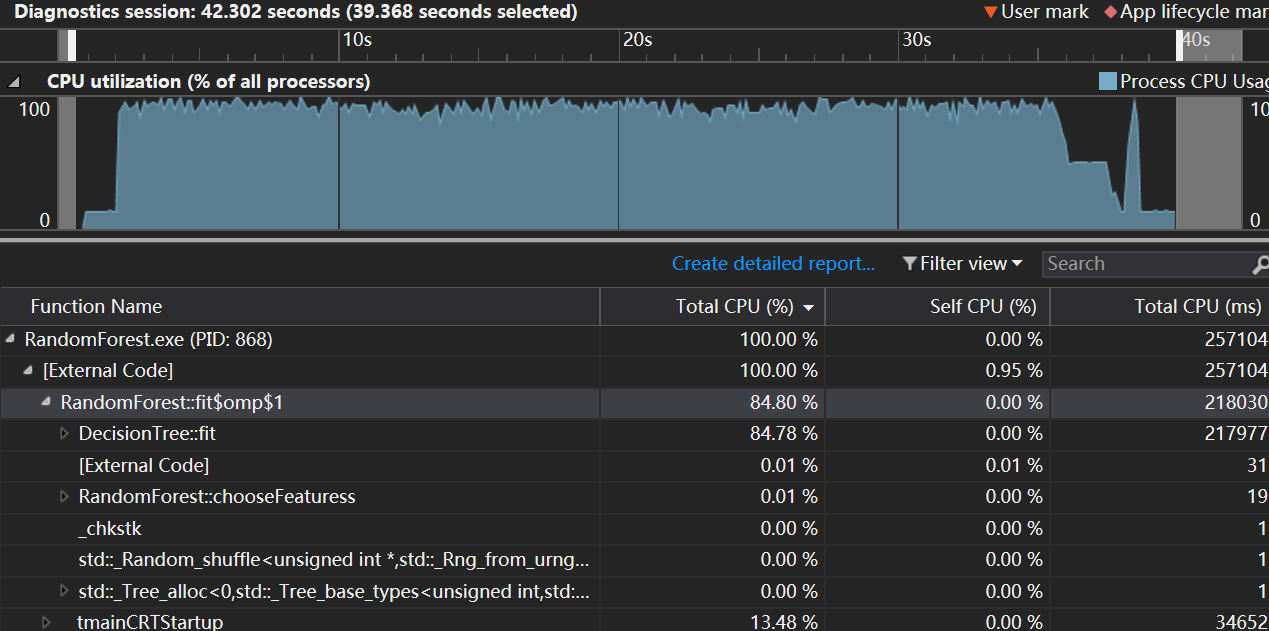 Diagnostics session: 42.302 seconds (39.368 seconds selected)
User mark App lifecycle mar
10s 20s 30s 40s
CPU utilization (% of all processors) Process CPU Usag
100 10
0 0
Create detailed report... Filter view Search
Function Name Total CPU (%) Self CPU (%) Total CPU (ms)
RandomForest.exe (PID: 868) 100.00 % 0.00 % 257104
[External Code] 100.00 % 0.95 % 257104
RandomForest::fit$omp$1 84.80 % 0.00 % 218030
DecisionTree::fit 84.78 % 0.00 % 217977
[External Code] 0.01 % 0.01 % 31
RandomForest::chooseFeaturess 0.01 % 0.00 % 19
_chkstk 0.00 % 0.00 % 1
std::_Random_shuffle<unsigned int *,std::_Rng_from_urng... 0.00 % 0.00 % 1
std::_Tree_alloc<0,std::_Tree_base_types<unsigned int,std:... 0.00 % 0.00 % 1
tmainCRTStartup 13.48 % 0.00 % 34652